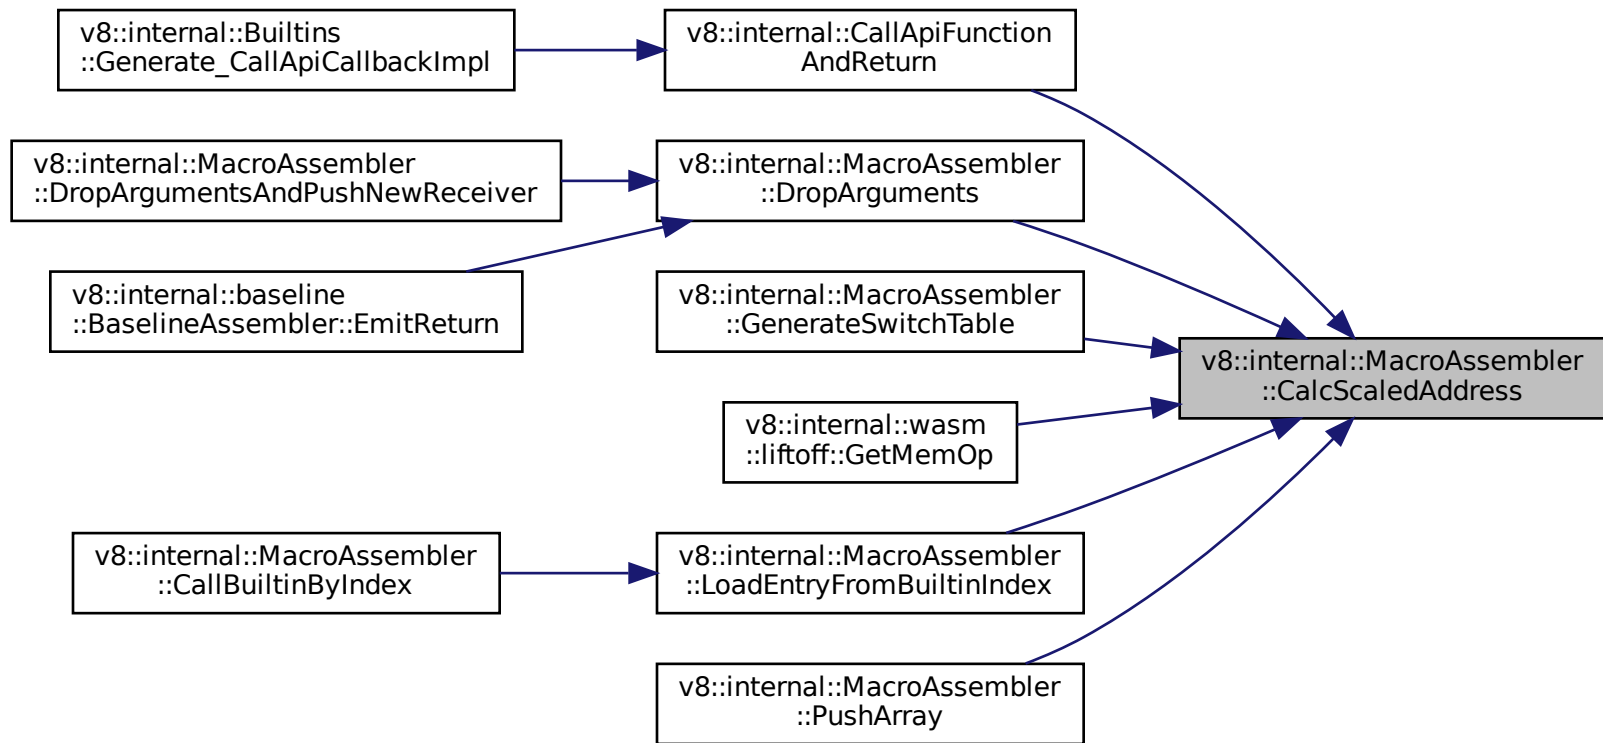 v8::internal::Builtins
::Generate_CallApiCallbackImpl
v8::internal::CallApiFunction
AndReturn
v8::internal::MacroAssembler
::DropArgumentsAndPushNewReceiver
v8::internal::MacroAssembler
::DropArguments
v8::internal::baseline
::BaselineAssembler::EmitReturn
v8::internal::MacroAssembler
::GenerateSwitchTable
v8::internal::MacroAssembler
::CalcScaledAddress
v8::internal::wasm
::liftoff::GetMemOp
v8::internal::MacroAssembler
::CallBuiltinByIndex
v8::internal::MacroAssembler
::LoadEntryFromBuiltinIndex
v8::internal::MacroAssembler
::PushArray